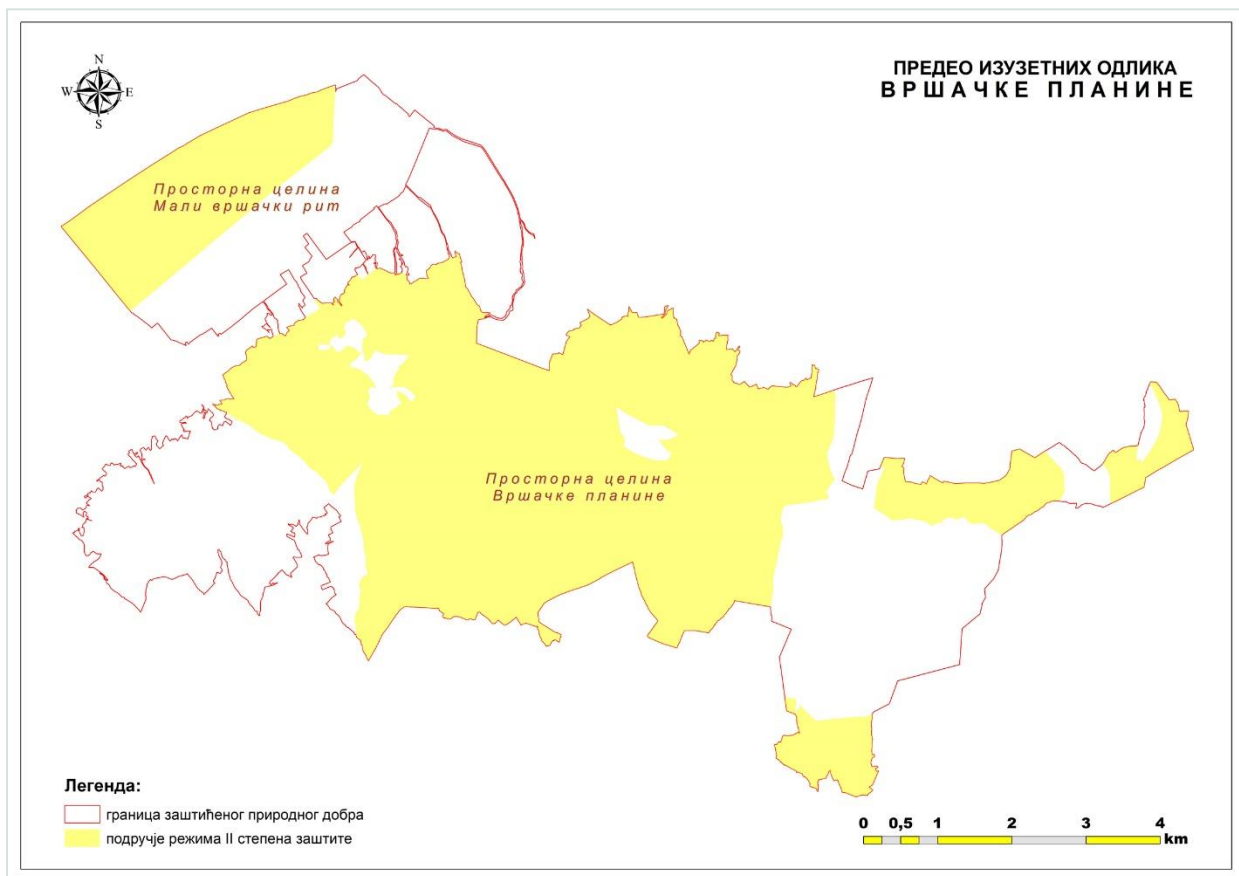 ПРЕДЕО ИЗУЗЕТНИХ ОДЛИКА
ВРШАЧКЕ ПЛАНИНЕ
N
W E
S
Просторна целина
Мали вршачки рит
Просторна целина
Вршачке планине
Легенда:
граница заштићеног природног добра
подручје режима II степена заштите
0 0,5 1 2 3 4
km